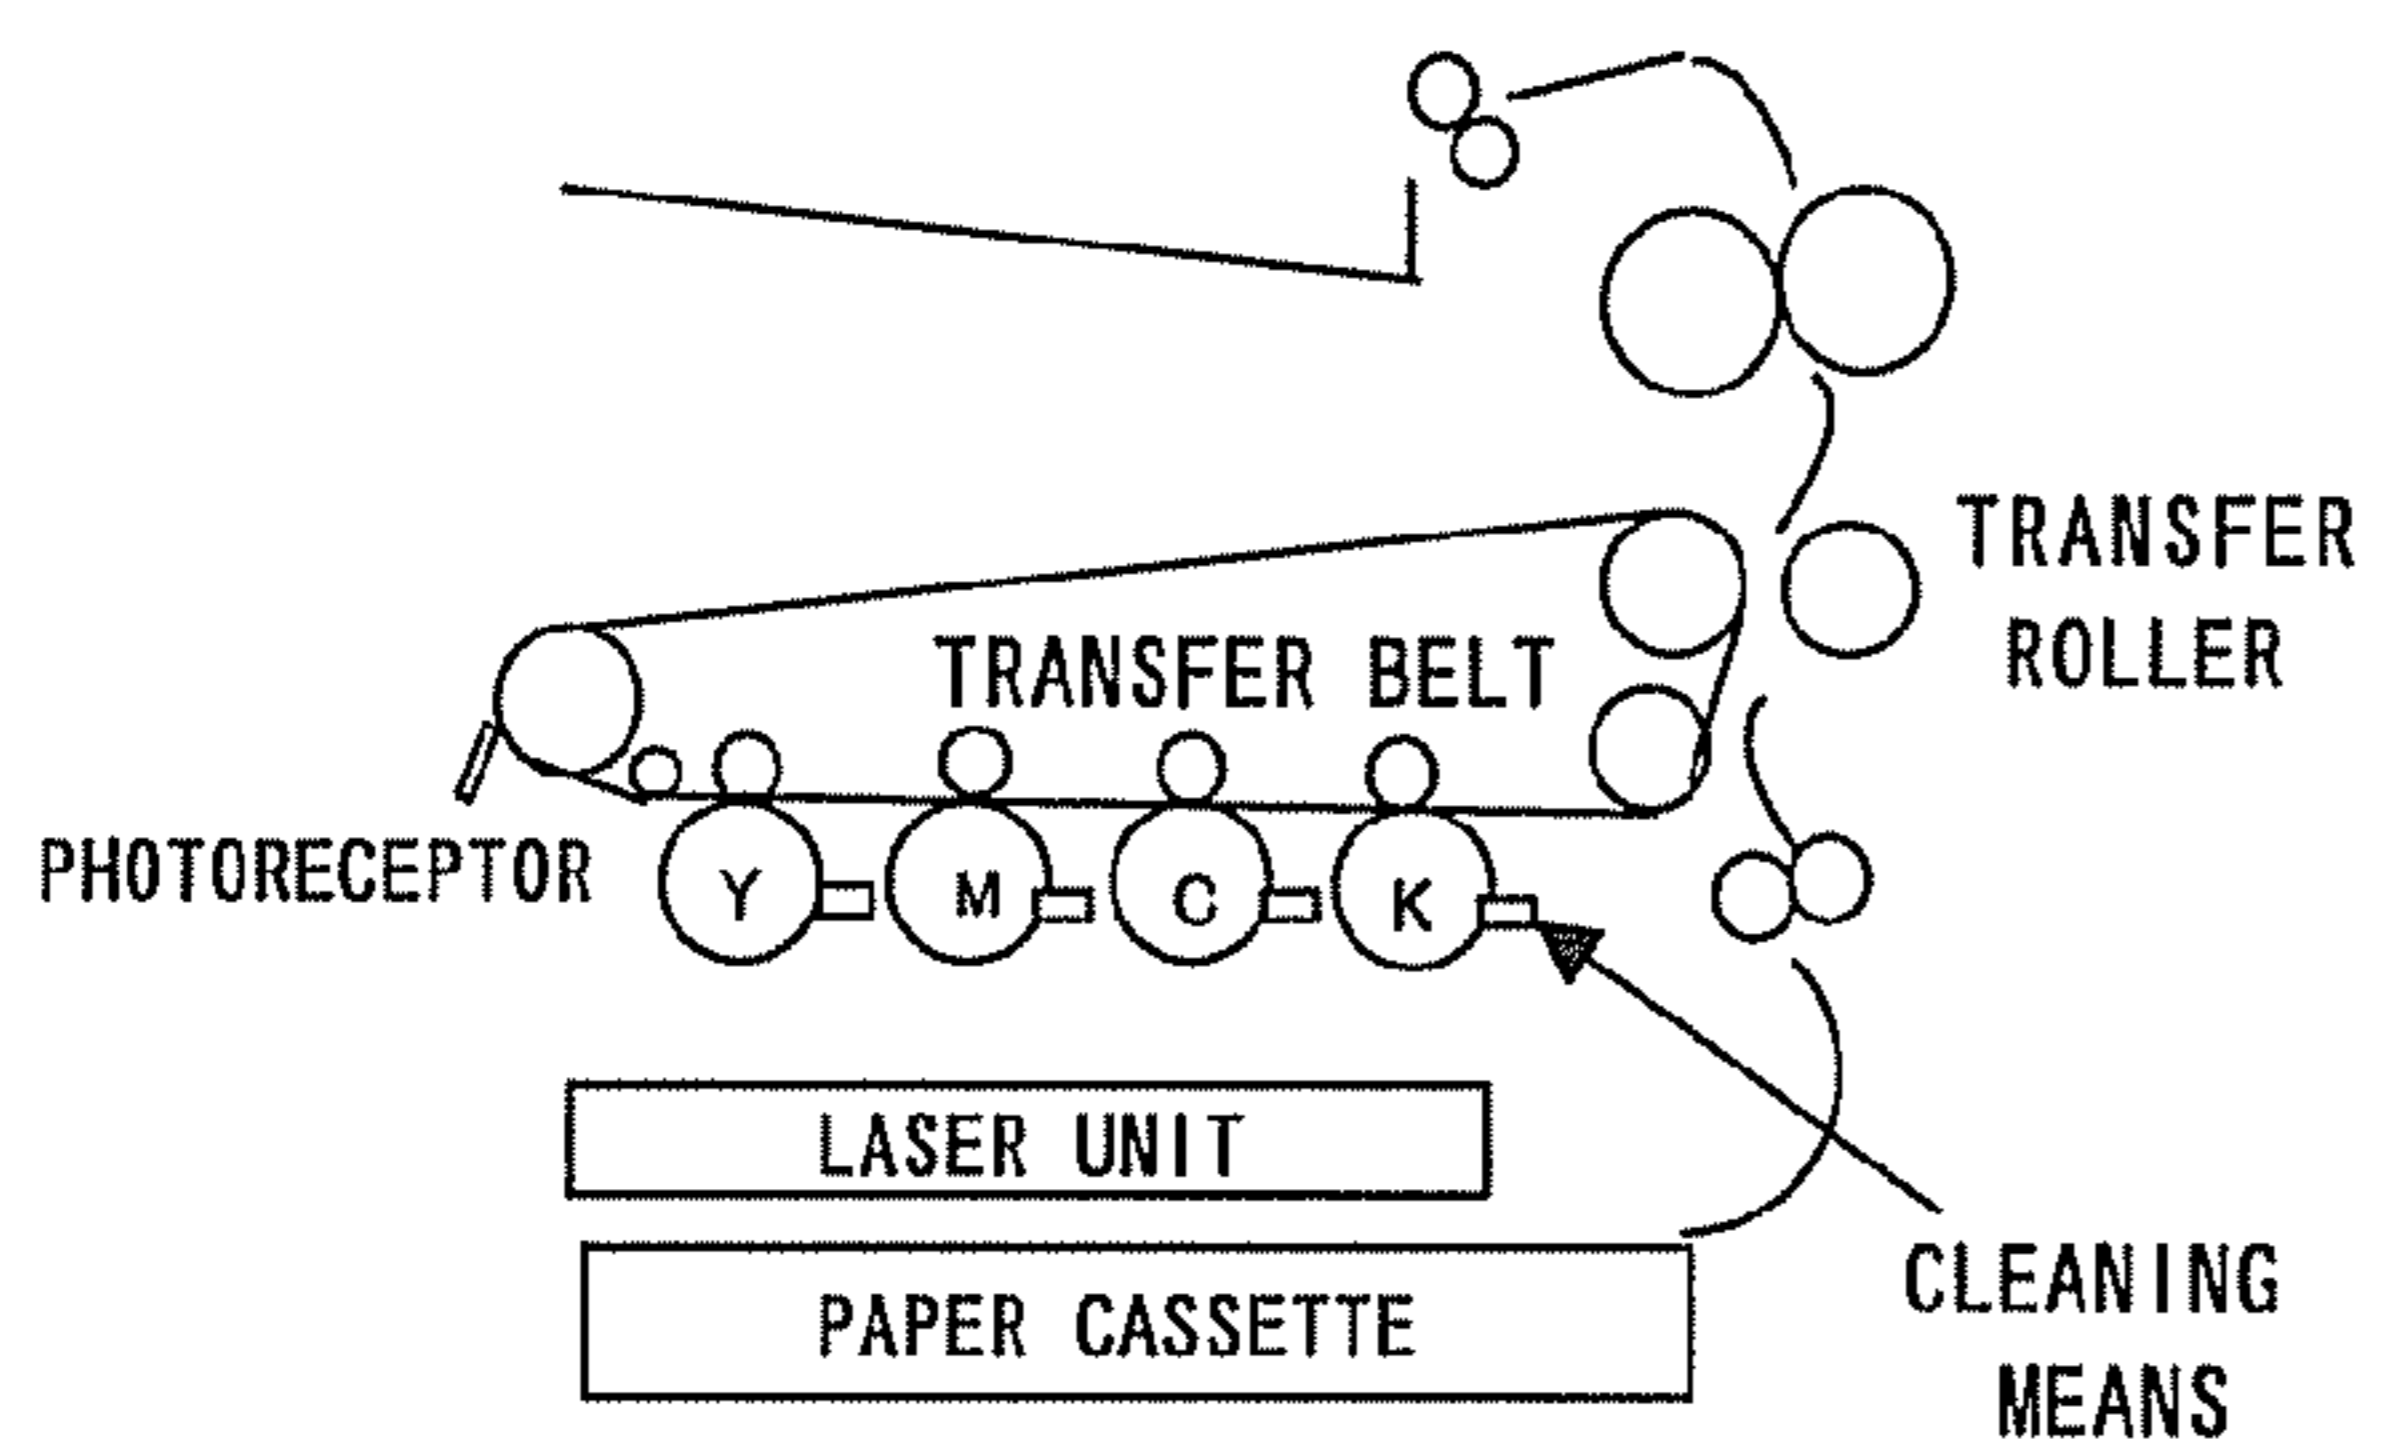 TRANSFER
ROLLER
TRANSFER BELT
PHOTORECEPTOR
Y
M
C
K
LASER UNIT
PAPER CASSETTE
CLEANING
MEANS